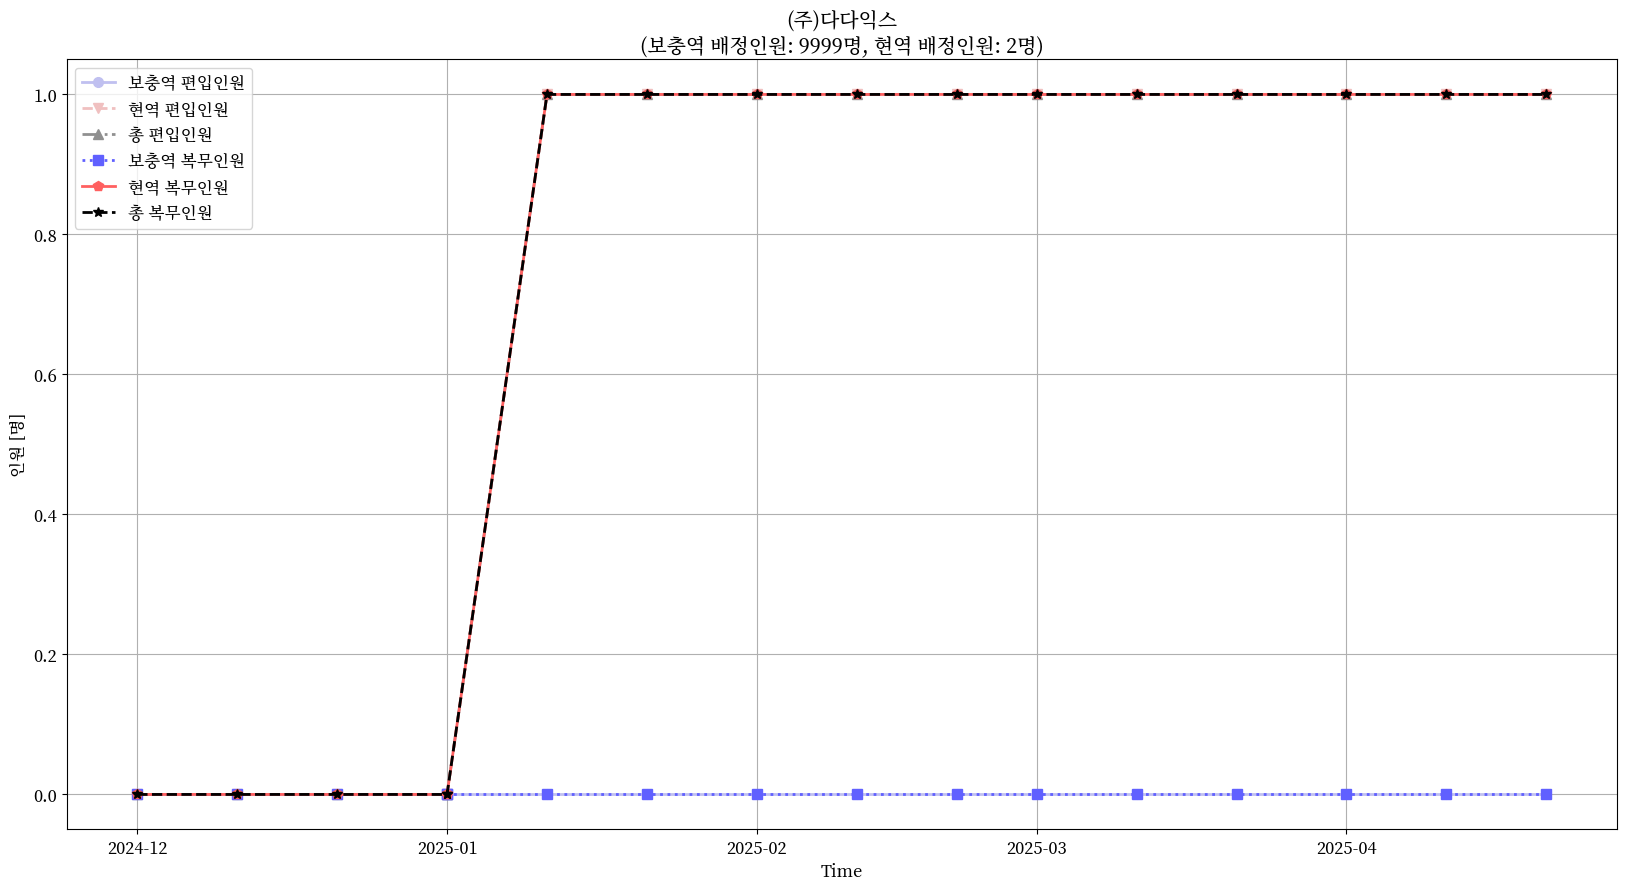 (주)다다익스
(보충역 배정인원: 9999명, 현역 배정인원: 2명)
보충역 편입인원
현역 편입인원
총 편입인원
보충역 복무인원
현역 복무인원
총 복무인원
1.0
0.8
0.6
0.4
0.2
0.0
인원 [명]
2024-12
2025-01
2025-02
2025-03
2025-04
Time